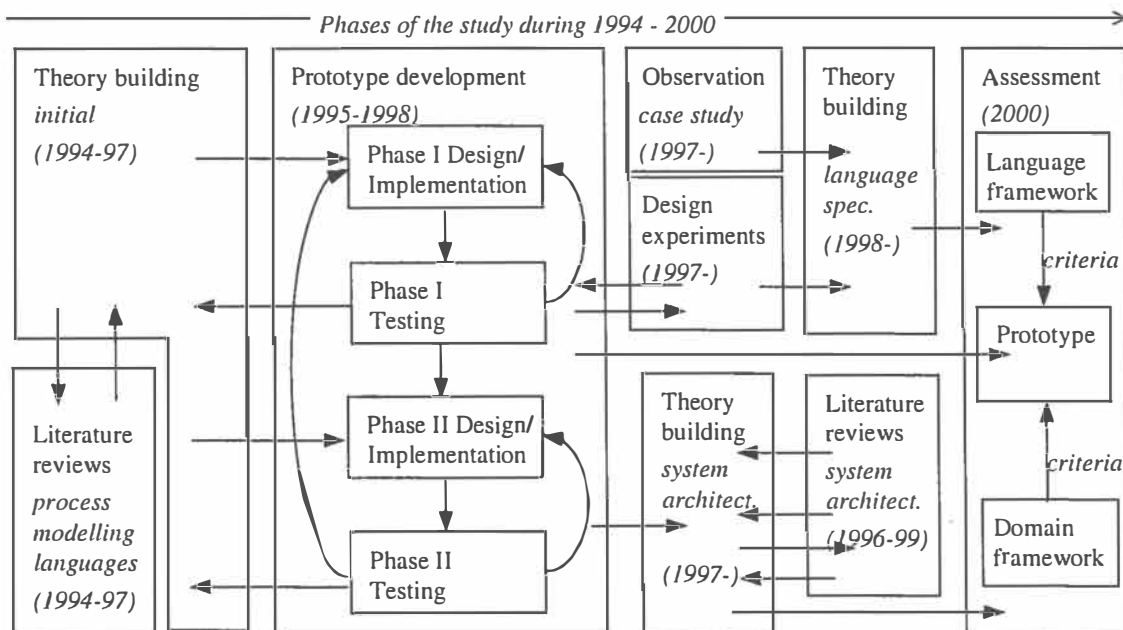 Phases of the study during 1994 - 2000
Theory building
initial
(1994-97)
Literature
reviews
process
modelling
languages
(1994-97)
Prototype development
(1995-1998)
Phase I Design/
Implementation
Phase I
Testing
Phase II Design/
Implementation
Phase II
Testing
Observation
case study
(1997-)
Design
experiments
(1997-)
Theory
building
language
spec.
(1998-)
Theory
building
system
architect.
(1997-)
Literature
reviews
system
architect.
(1996-99)
Assessment
(2000)
Language
framework
criteria
Prototype
criteria
Domain
framework